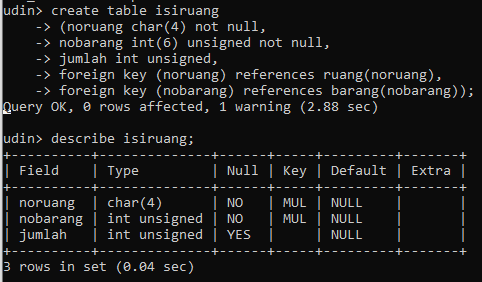 udin> create table isiruang
    -> (noruang char(4) not null,
    -> nobarang int(6) unsigned not null,
    -> jumlah int unsigned,
    -> foreign key (noruang) references ruang(noruang),
    -> foreign key (nobarang) references barang(nobarang));
Query OK, 0 rows affected, 1 warning (2.88 sec)

udin> describe isiruang;
+----------+--------------+------+-----+---------+-------+
| Field    | Type         | Null | Key | Default | Extra |
+----------+--------------+------+-----+---------+-------+
| noruang  | char(4)      | NO   | MUL | NULL    |       |
| nobarang | int unsigned | NO   | MUL | NULL    |       |
| jumlah   | int unsigned | YES  |     | NULL    |       |
+----------+--------------+------+-----+---------+-------+
3 rows in set (0.04 sec)